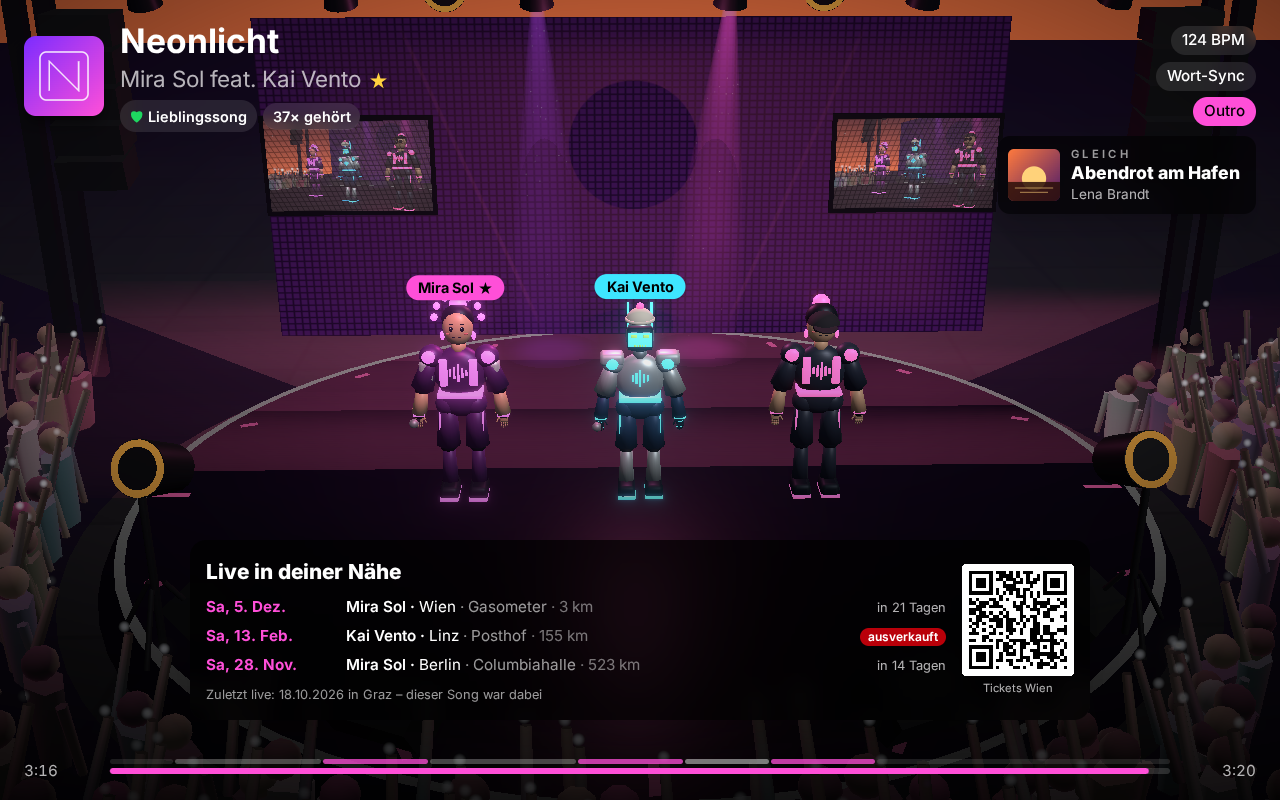 Neonlicht
Mira Sol feat. Kai Vento ★
Lieblingssong
37× gehört
124 BPM
Wort-Sync
Outro
GLEICH
Abendrot am Hafen
Lena Brandt
Mira Sol ★
Kai Vento
Live in deiner Nähe
Sa, 5. Dez. Mira Sol · Wien · Gasometer · 3 km in 21 Tagen
Sa, 13. Feb. Kai Vento · Linz · Posthof · 155 km ausverkauft
Sa, 28. Nov. Mira Sol · Berlin · Columbiahalle · 523 km in 14 Tagen
Zuletzt live: 18.10.2026 in Graz – dieser Song war dabei
Tickets Wien
3:16
3:20